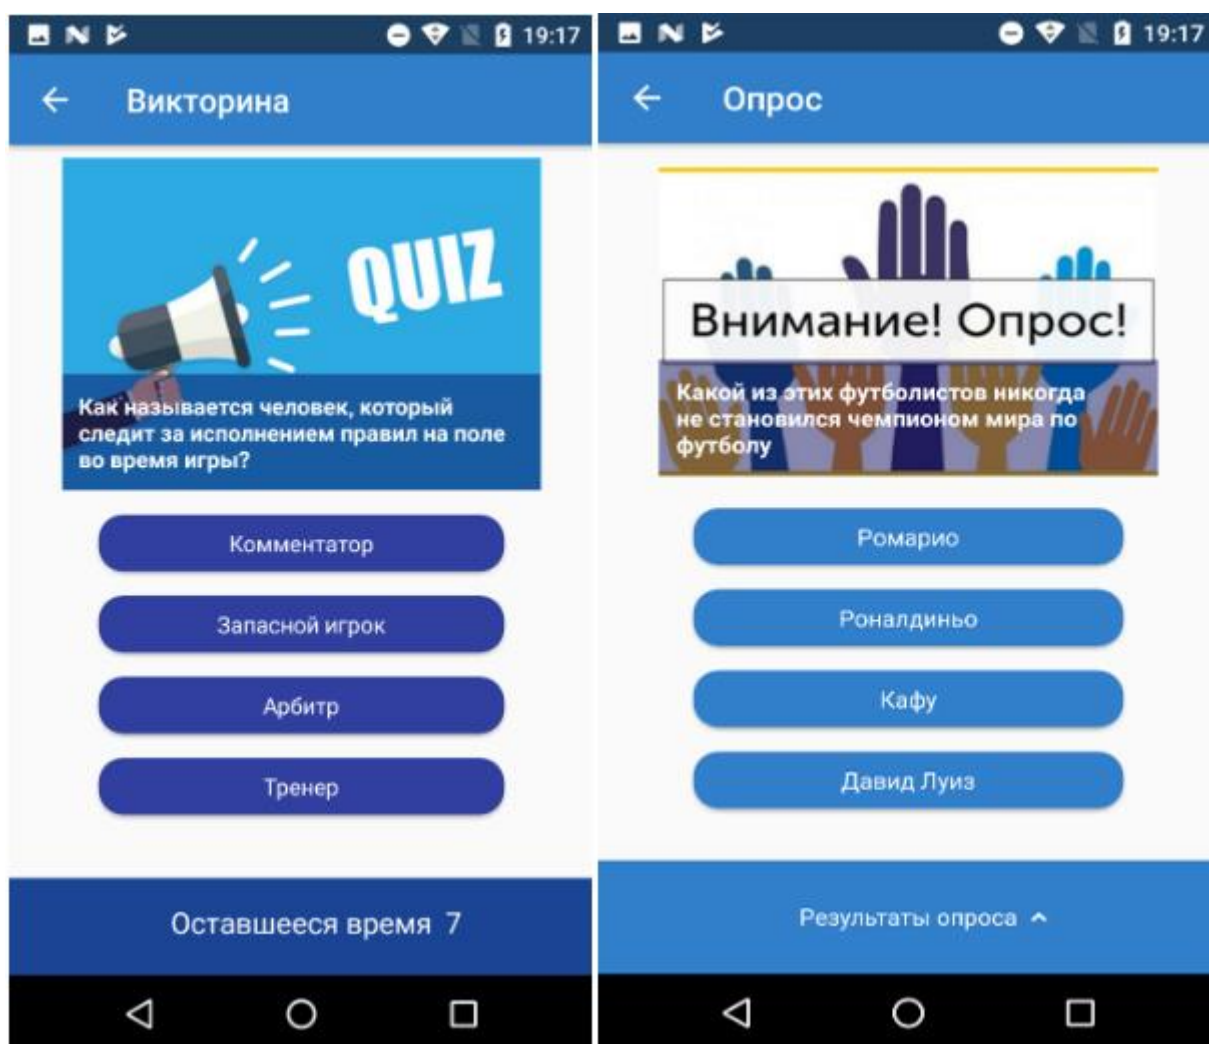 19:17
Викторина
QUIZ
Как называется человек, который
следит за исполнением правил на поле
во время игры?
Комментатор
Запасной игрок
Арбитр
Тренер
Оставшееся время 7
19:17
Опрос
Внимание! Опрос!
Какой из этих футболистов никогда
не становился чемпионом мира по
футболу
Ромарио
Роналдиньо
Кафу
Давид Луиз
Результаты опроса